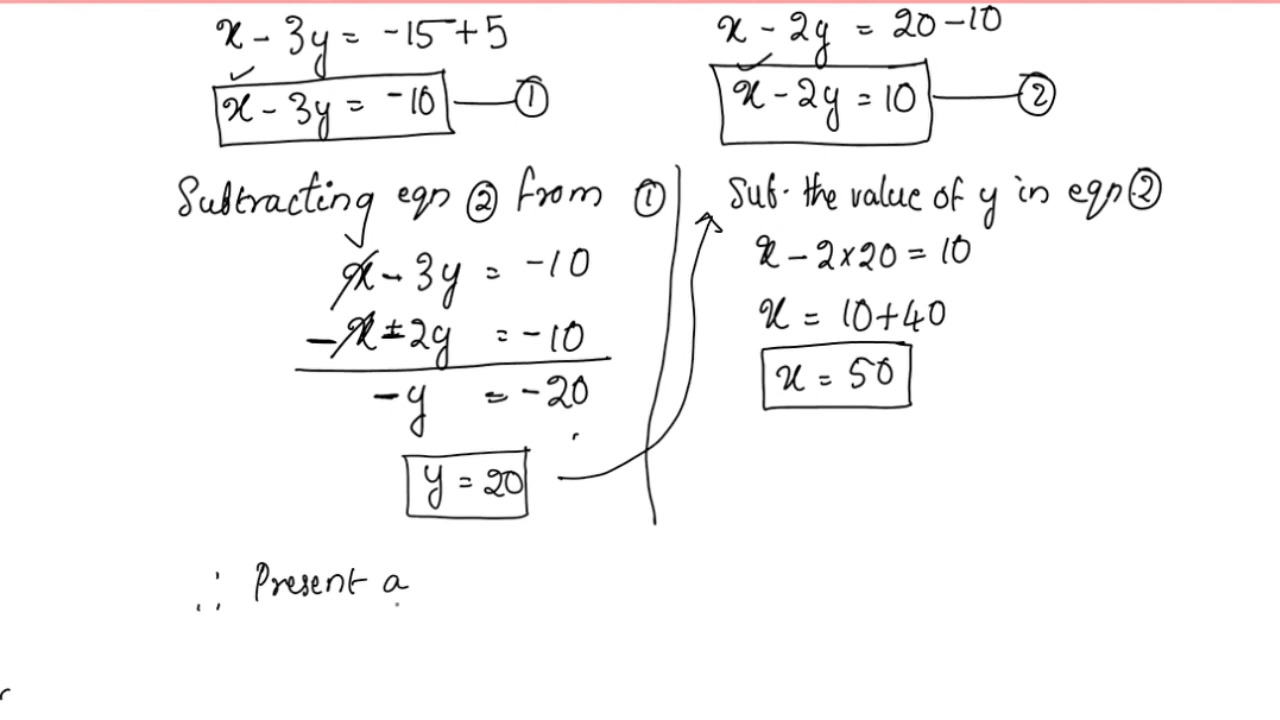 x - 3y = -15 + 5
x - 3y = -10 ①
x - 2y = 20 - 10
x - 2y = 10 ②
Subtracting eqn ② from ①
x - 3y = -10
-x ± 2y = -10
-y = -20
y = 20
Sub. the value of y in eqn ②
x - 2 x 20 = 10
x = 10 + 40
x = 50
∴ Present a